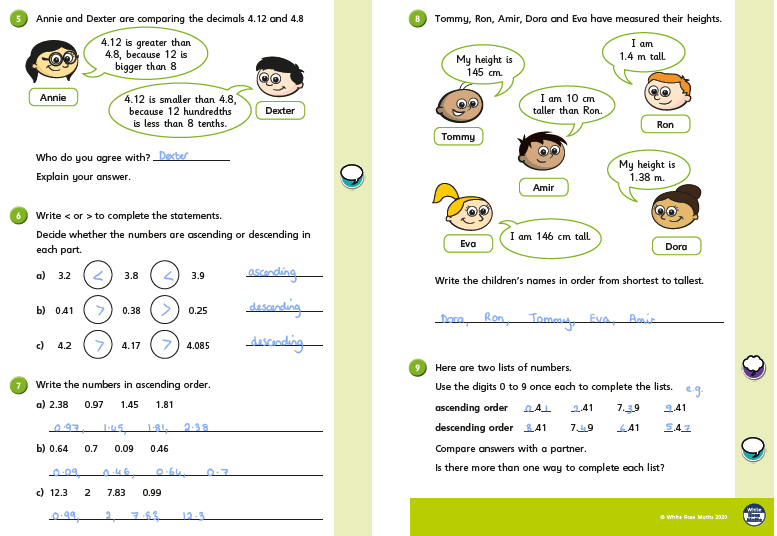 5 Annie and Dexter are comparing the decimals 4.12 and 4.8
4.12 is greater than
4.8, because 12 is
bigger than 8
Annie
4.12 is smaller than 4.8,
because 12 hundredths
is less than 8 tenths.
Dexter
Who do you agree with? Dexter
Explain your answer.
6 Write < or > to complete the statements.
Decide whether the numbers are ascending or descending in
each part.
a) 3.2 < 3.8 < 3.9 ascending
b) 0.41 > 0.38 > 0.25 descending
c) 4.2 > 4.17 > 4.085 descending
7 Write the numbers in ascending order.
a) 2.38 0.97 1.45 1.81
0.97, 1.45, 1.81, 2.38
b) 0.64 0.7 0.09 0.46
0.09, 0.46, 0.64, 0.7
c) 12.3 2 7.83 0.99
0.99, 2, 7.83, 12.3
8 Tommy, Ron, Amir, Dora and Eva have measured their heights.
My height is
145 cm.
Tommy
I am
1.4 m tall.
Ron
I am 10 cm
taller than Ron.
Amir
My height is
1.38 m.
Dora
Eva
I am 146 cm tall.
Write the children's names in order from shortest to tallest.
Dora, Ron, Tommy, Eva, Amir
9 Here are two lists of numbers.
Use the digits 0 to 9 once each to complete the lists. e.g.
ascending order 0.41 2.41 7.39 9.41
descending order 8.41 7.49 6.41 5.47
Compare answers with a partner.
Is there more than one way to complete each list?
© White Rose Maths 2020
White
Rose
Maths